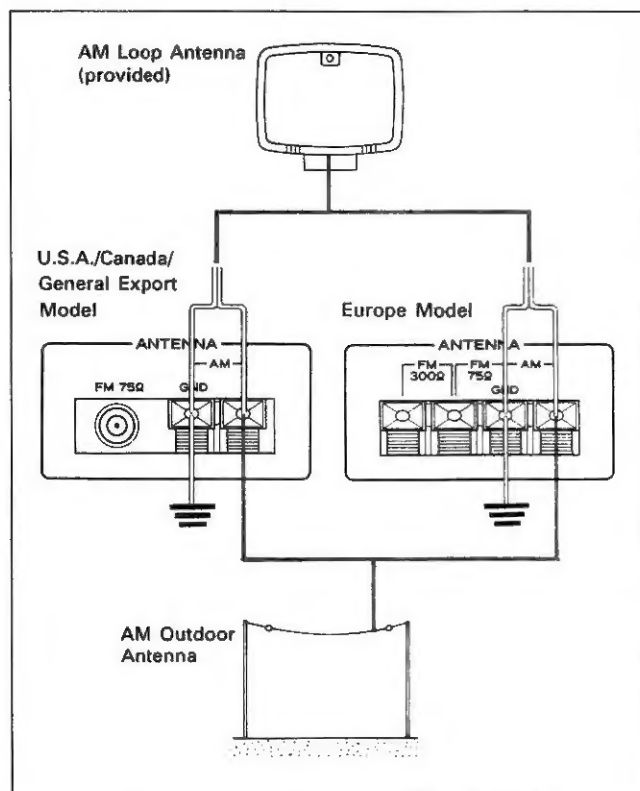 AM Loop Antenna
(provided)
U.S.A./Canada/
General Export
Model
Europe Model
ANTENNA
AM
FM 75Ω
GND
ANTENNA
FM
300Ω
FM
75Ω
AM
GND
AM Outdoor
Antenna